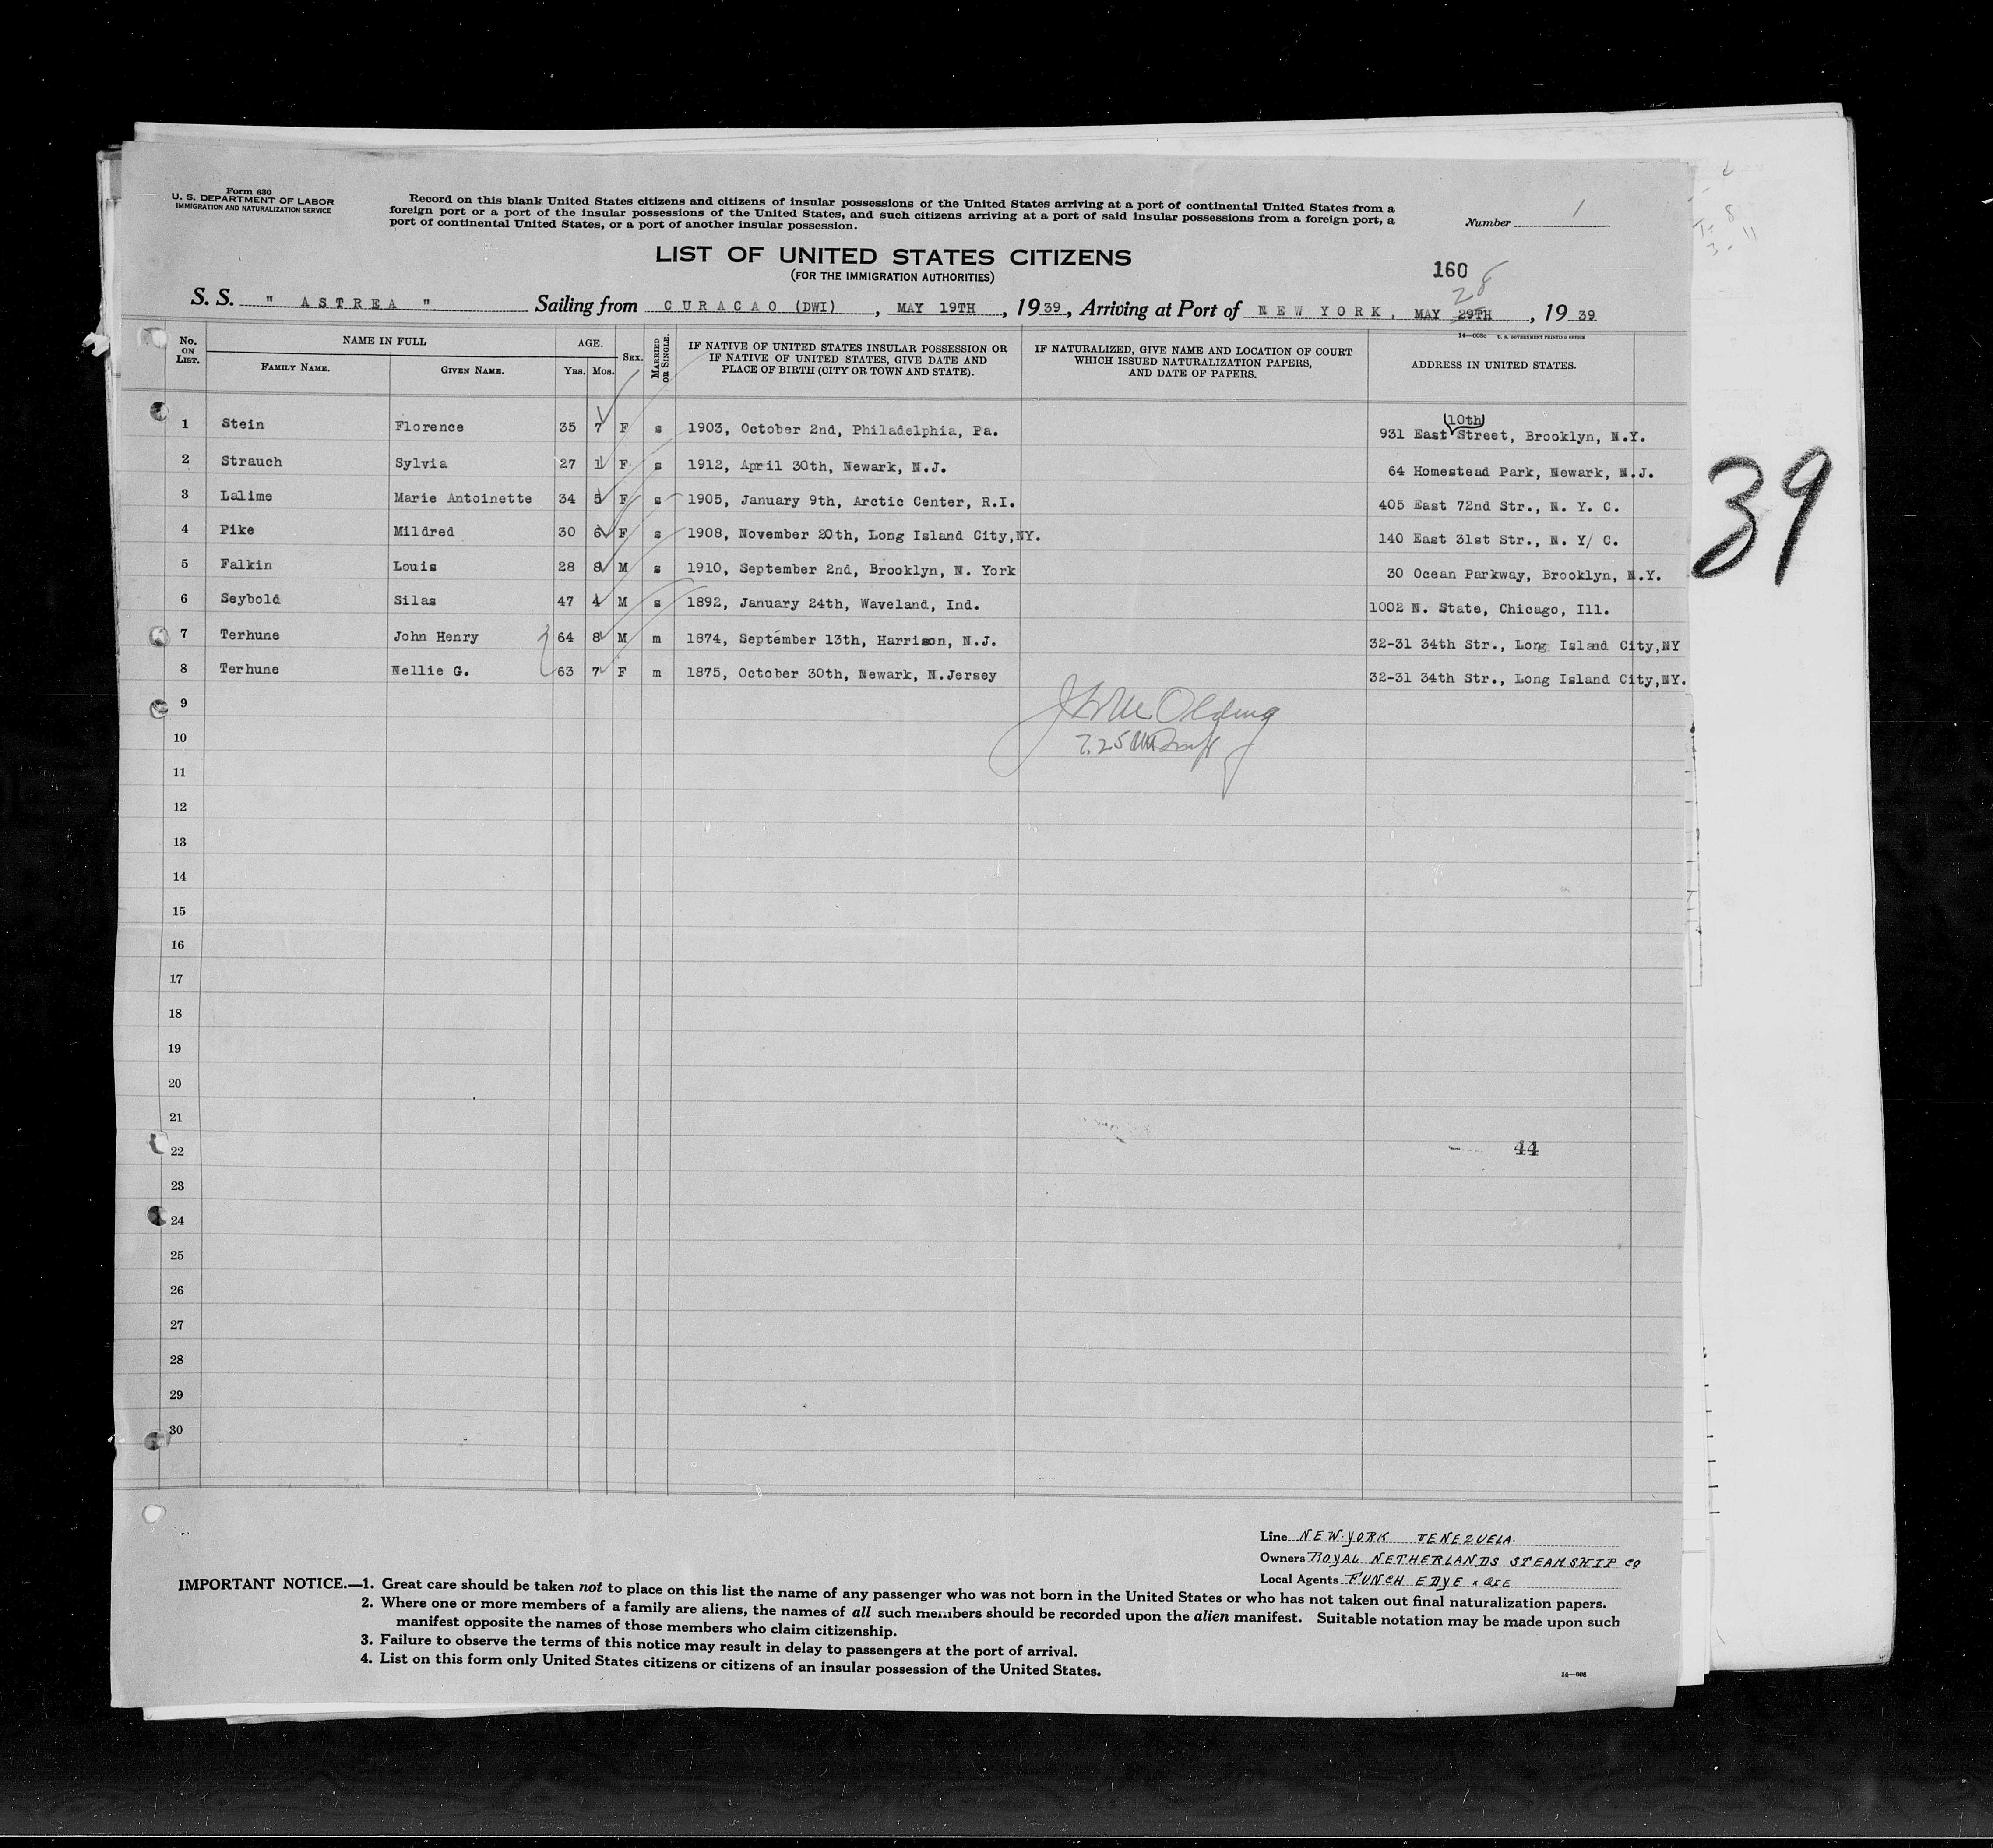 Form 630
U. S. DEPARTMENT OF LABOR
IMMIGRATION AND NATURALIZATION SERVICE
Record on this blank United States citizens and citizens of insular possessions of the United States arriving at a port of continental United States from a
foreign port or a port of the insular possessions of the United States, and such citizens arriving at a port of said insular possessions from a foreign port, a
port of continental United States, or a port of another insular possession.
Number 1
LIST OF UNITED STATES CITIZENS
(FOR THE IMMIGRATION AUTHORITIES)
160
28
S. S. " ASTREA " Sailing from CURACAO (DWI), MAY 19TH, 1939, Arriving at Port of NEW YORK. MAY 29TH, 1939
14—608c U. S. GOVERNMENT PRINTING OFFICE
No. ON LIST. NAME IN FULL FAMILY NAME. GIVEN NAME. AGE. YRS. MOS. SEX. MARRIED OR SINGLE. IF NATIVE OF UNITED STATES INSULAR POSSESSION OR IF NATIVE OF UNITED STATES, GIVE DATE AND PLACE OF BIRTH (CITY OR TOWN AND STATE). IF NATURALIZED, GIVE NAME AND LOCATION OF COURT WHICH ISSUED NATURALIZATION PAPERS, AND DATE OF PAPERS. ADDRESS IN UNITED STATES.
1 Stein Florence 35 7 F s 1903, October 2nd, Philadelphia, Pa. 931 East 10th Street, Brooklyn, N.Y.
2 Strauch Sylvia 27 1 F s 1912, April 30th, Newark, N.J. 64 Homestead Park, Newark, N.J.
3 Lalime Marie Antoinette 34 5 F s 1905, January 9th, Arctic Center, R.I. 405 East 72nd Str., N. Y. C.
4 Pike Mildred 30 6 F s 1908, November 20th, Long Island City,NY. 140 East 31st Str., N. Y/ C.
5 Falkin Louis 28 8 M s 1910, September 2nd, Brooklyn, N. York 30 Ocean Parkway, Brooklyn, N.Y.
6 Seybold Silas 47 4 M s 1892, January 24th, Waveland, Ind. 1002 N. State, Chicago, Ill.
7 Terhune John Henry 64 8 M m 1874, September 13th, Harrison, N.J. 32-31 34th Str., Long Island City,NY
8 Terhune Nellie G. 63 7 F m 1875, October 30th, Newark, N.Jersey 32-31 34th Str., Long Island City,NY.
9
10
11
12
13
14
15
16
17
18
19
20
21
22 44
23
24
25
26
27
28
29
30
39
Line NEW-YORK VENEZUELA.
Owners ROYAL NETHERLANDS STEAMSHIP CO
Local Agents FUNCH EDYE & Co
IMPORTANT NOTICE.—1. Great care should be taken not to place on this list the name of any passenger who was not born in the United States or who has not taken out final naturalization papers.
2. Where one or more members of a family are aliens, the names of all such members should be recorded upon the alien manifest. Suitable notation may be made upon such
manifest opposite the names of those members who claim citizenship.
3. Failure to observe the terms of this notice may result in delay to passengers at the port of arrival.
4. List on this form only United States citizens or citizens of an insular possession of the United States.
14—608